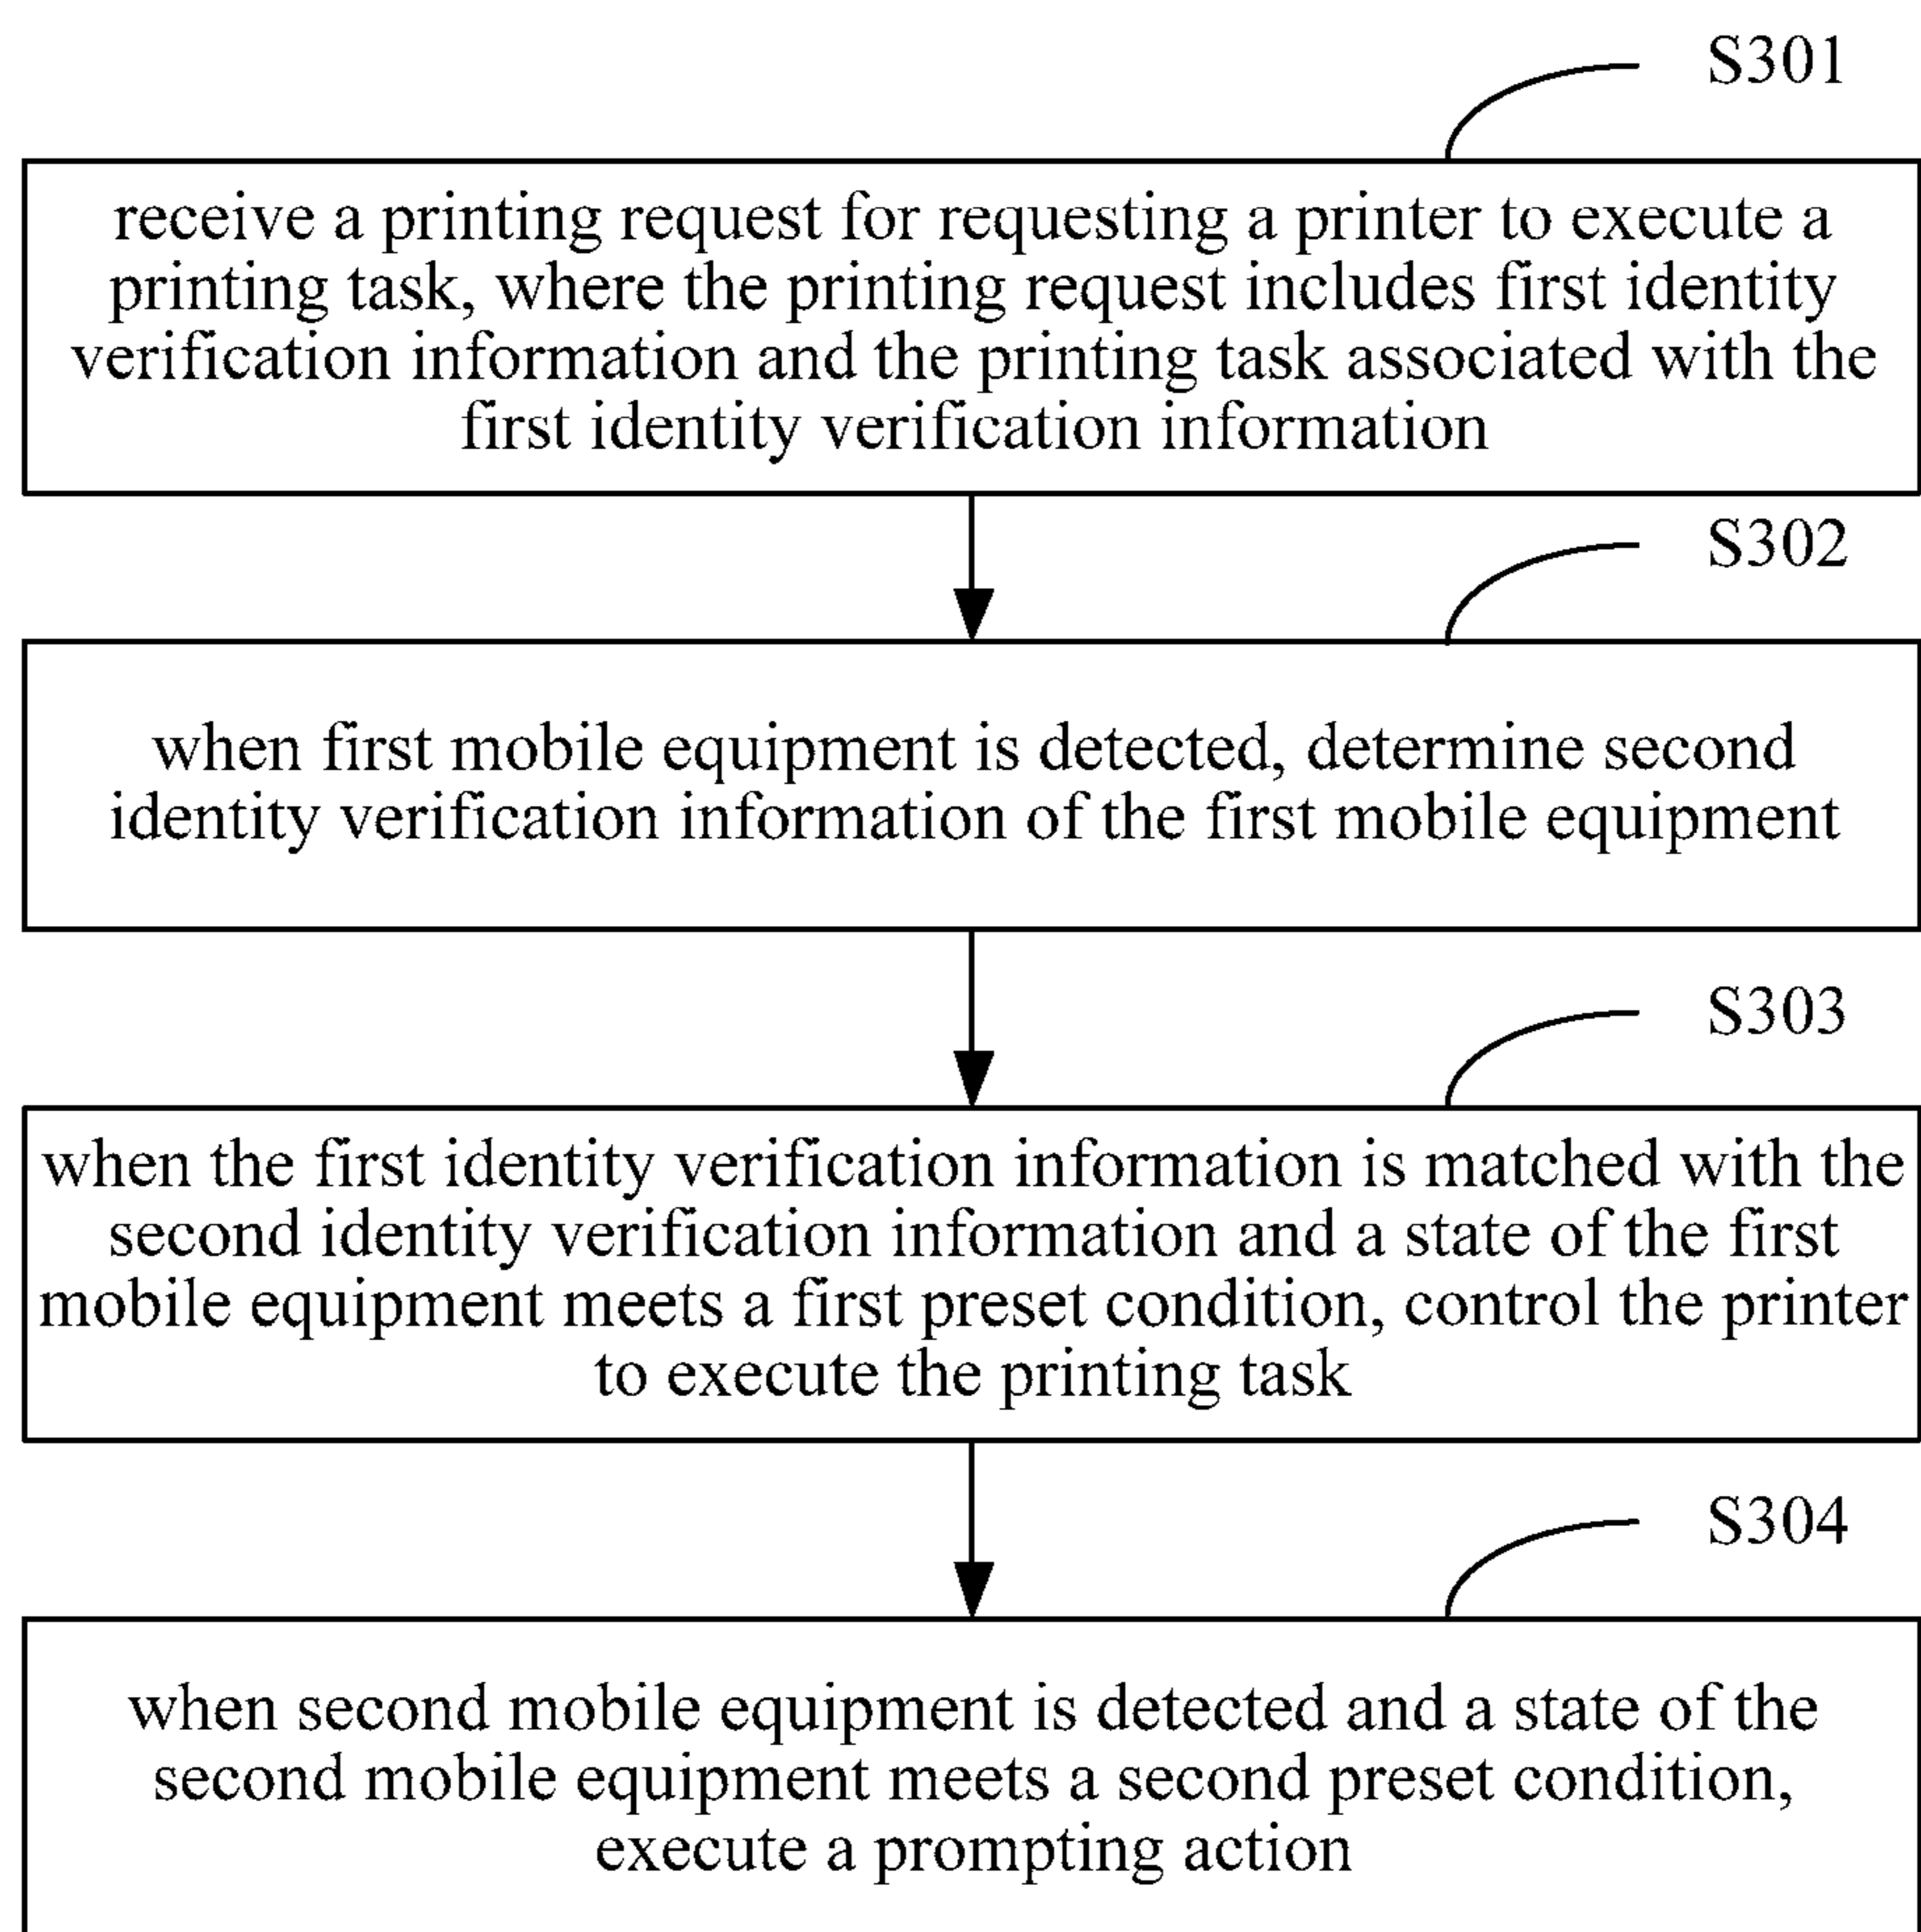 S301
receive a printing request for requesting a printer to execute a
printing task, where the printing request includes first identity
verification information and the printing task associated with the
first identity verification information
S302
when first mobile equipment is detected, determine second
identity verification information of the first mobile equipment
S303
when the first identity verification information is matched with the
second identity verification information and a state of the first
mobile equipment meets a first preset condition, control the printer
to execute the printing task
S304
when second mobile equipment is detected and a state of the
second mobile equipment meets a second preset condition,
execute a prompting action